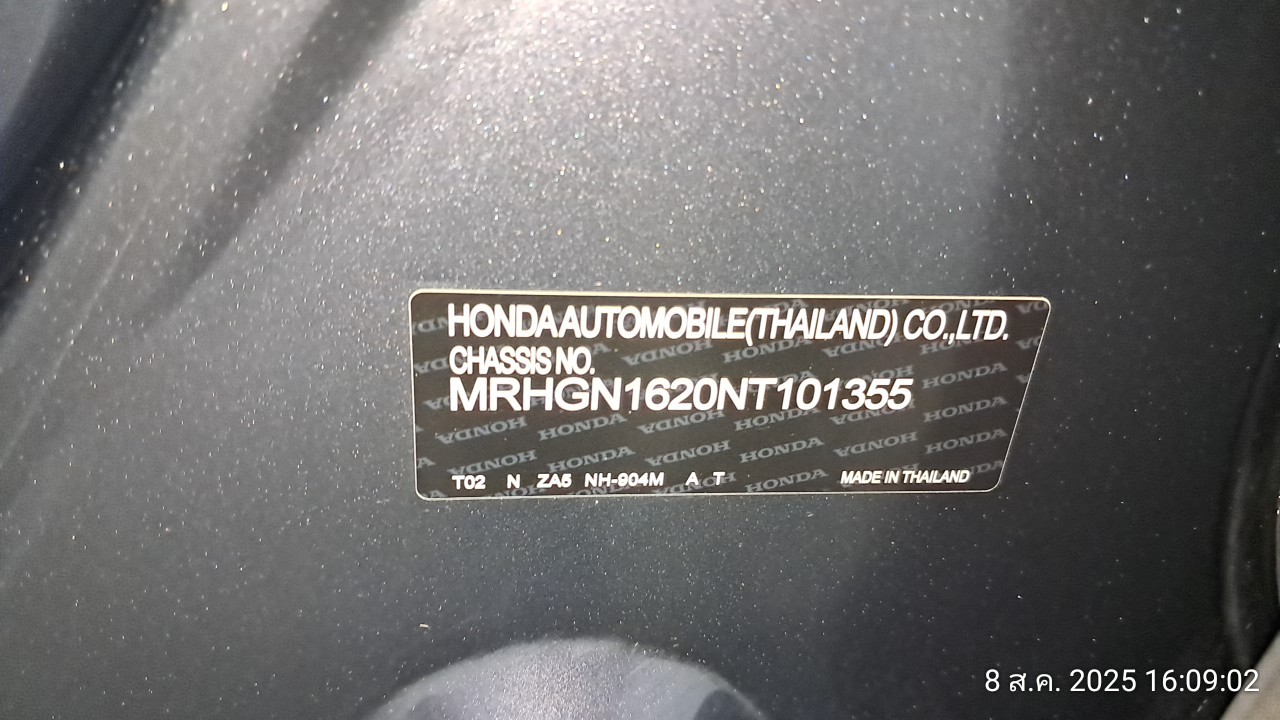 HONDA AUTOMOBILE(THAILAND) CO.,LTD.
CHASSIS NO.
MRHGN1620NT101355
T02 N ZA5 NH-904M A T MADE IN THAILAND
8 ส.ค. 2025 16:09:02